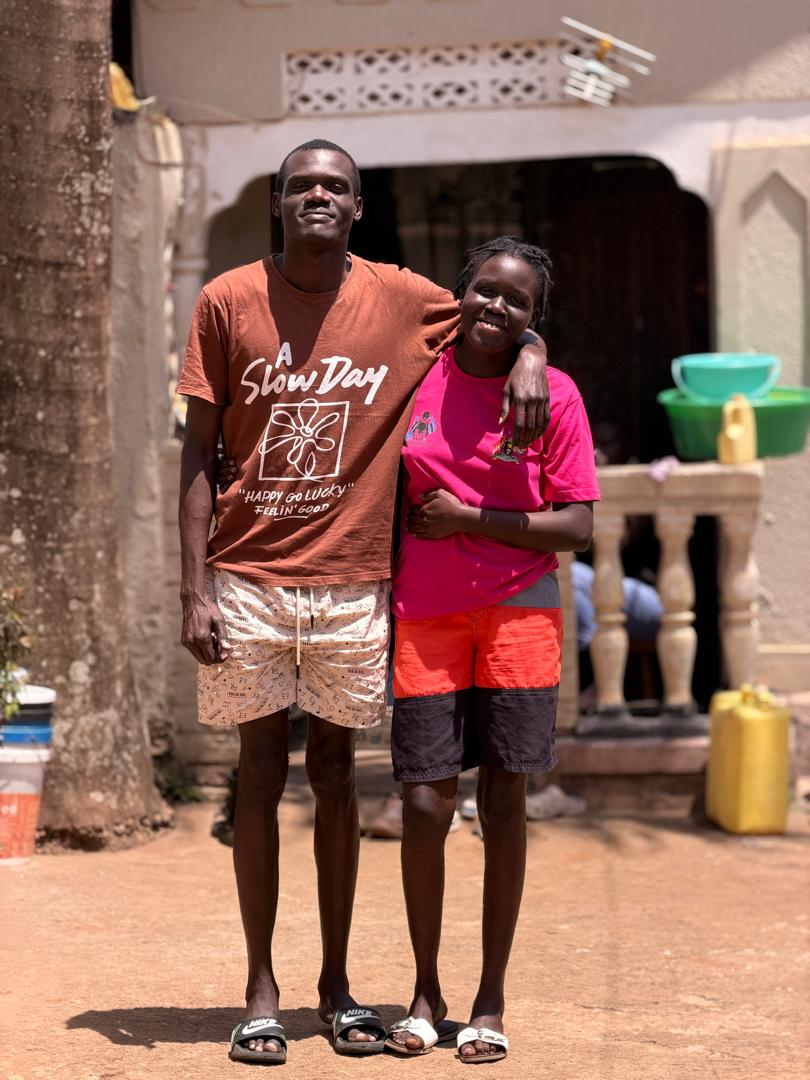 A
Slow Day
"HAPPY GO LUCKY"
FEELIN' GOOD
NIKE
NIKE